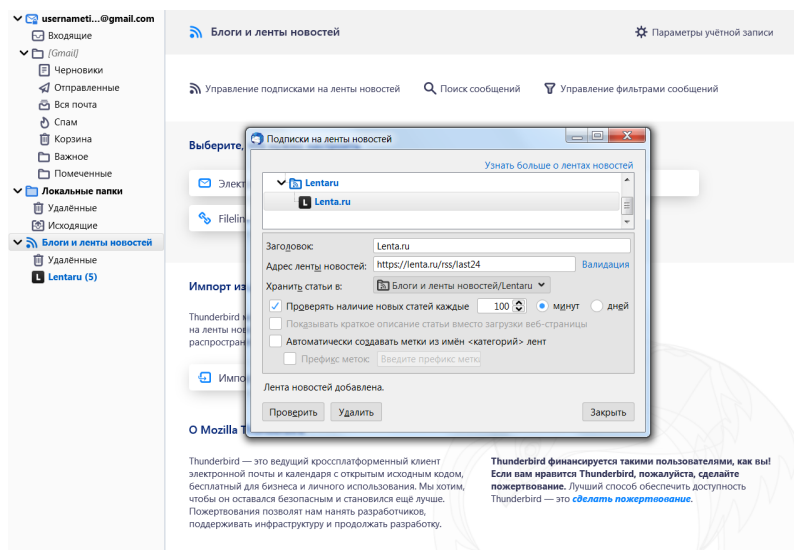 usernameti...@gmail.com
Входящие
[Gmail]
Черновики
Отправленные
Вся почта
Спам
Корзина
Важное
Помеченные
Локальные папки
Удалённые
Исходящие
Блоги и ленты новостей
Удалённые
Lentaru (5)
Блоги и ленты новостей
Параметры учётной записи
Управление подписками на ленты новостей
Поиск сообщений
Управление фильтрами сообщений
Выберите,
Элект
Filelin
Импорт из
Thunderbird
на ленты нов
распростран
Импо
Подписки на ленты новостей
Узнать больше о лентах новостей
Lentaru
Lenta.ru
Заголовок: Lenta.ru
Адрес ленты новостей: https://lenta.ru/rss/last24 Валидация
Хранить статьи в: Блоги и ленты новостей/Lentaru
Проверять наличие новых статей каждые 100 минут дней
Показывать краткое описание статьи вместо загрузки веб-страницы
Автоматически создавать метки из имён <категорий> лент
Префикс меток: Введите префикс метк
Лента новостей добавлена.
Проверить Удалить Закрыть
О Mozilla
Thunderbird — это ведущий кроссплатформенный клиент
электронной почты и календаря с открытым исходным кодом,
бесплатный для бизнеса и личного использования. Мы хотим,
чтобы он оставался безопасным и становился ещё лучше.
Пожертвования позволят нам нанять разработчиков,
поддерживать инфраструктуру и продолжать разработку.
Thunderbird финансируется такими пользователями, как вы!
Если вам нравится Thunderbird, пожалуйста, сделайте
пожертвование. Лучший способ обеспечить доступность
Thunderbird — это сделать пожертвование.